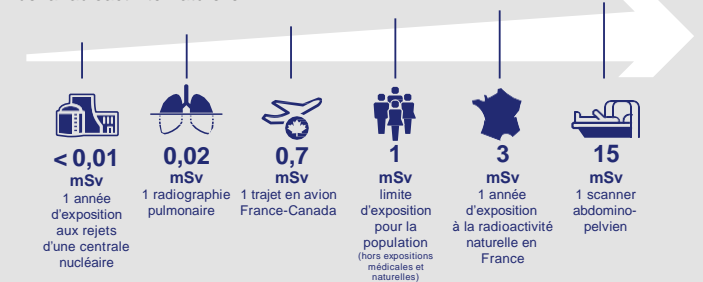 < 0,01
mSv
1 année
d'exposition
aux rejets
d'une centrale
nucléaire
0,02
mSv
1 radiographie
pulmonaire
0,7
mSv
1 trajet en avion
France-Canada
1
mSv
limite
d'exposition
pour la
population
(hors expositions
médicales et
naturelles)
3
mSv
1 année
d'exposition
à la radioactivité
naturelle en
France
15
mSv
1 scanner
abdomino-
pelvien